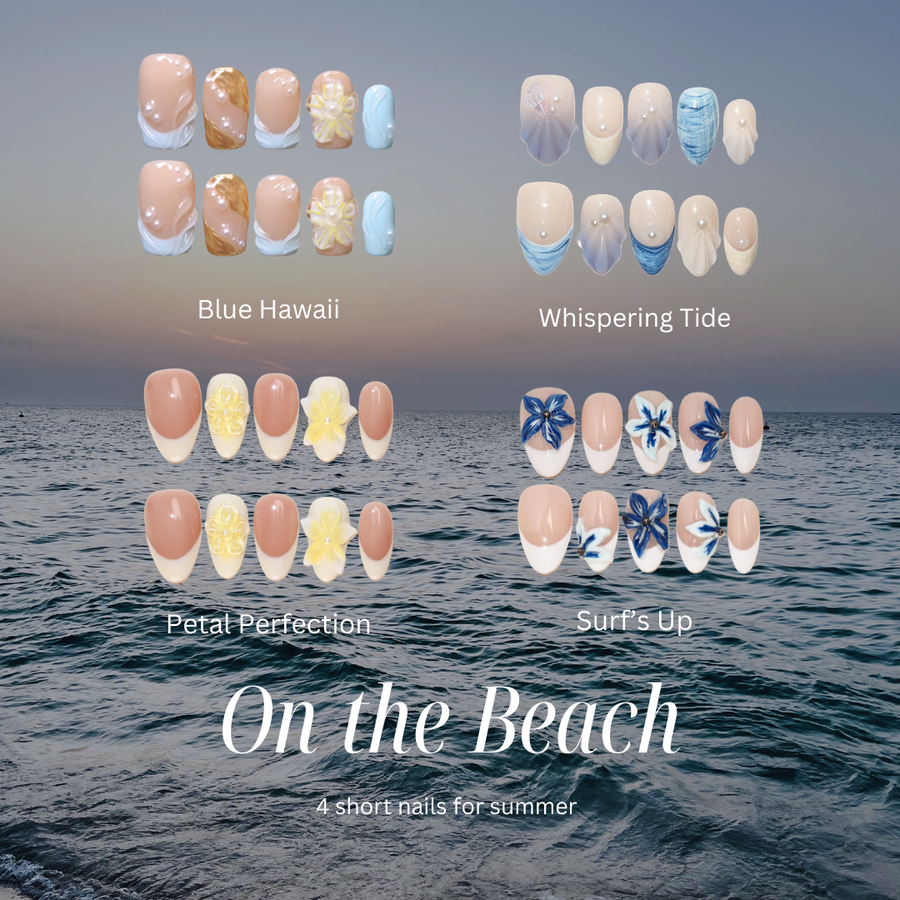 Blue Hawaii
Whispering Tide
Petal Perfection
Surf’s Up
On the Beach
4 short nails for summer